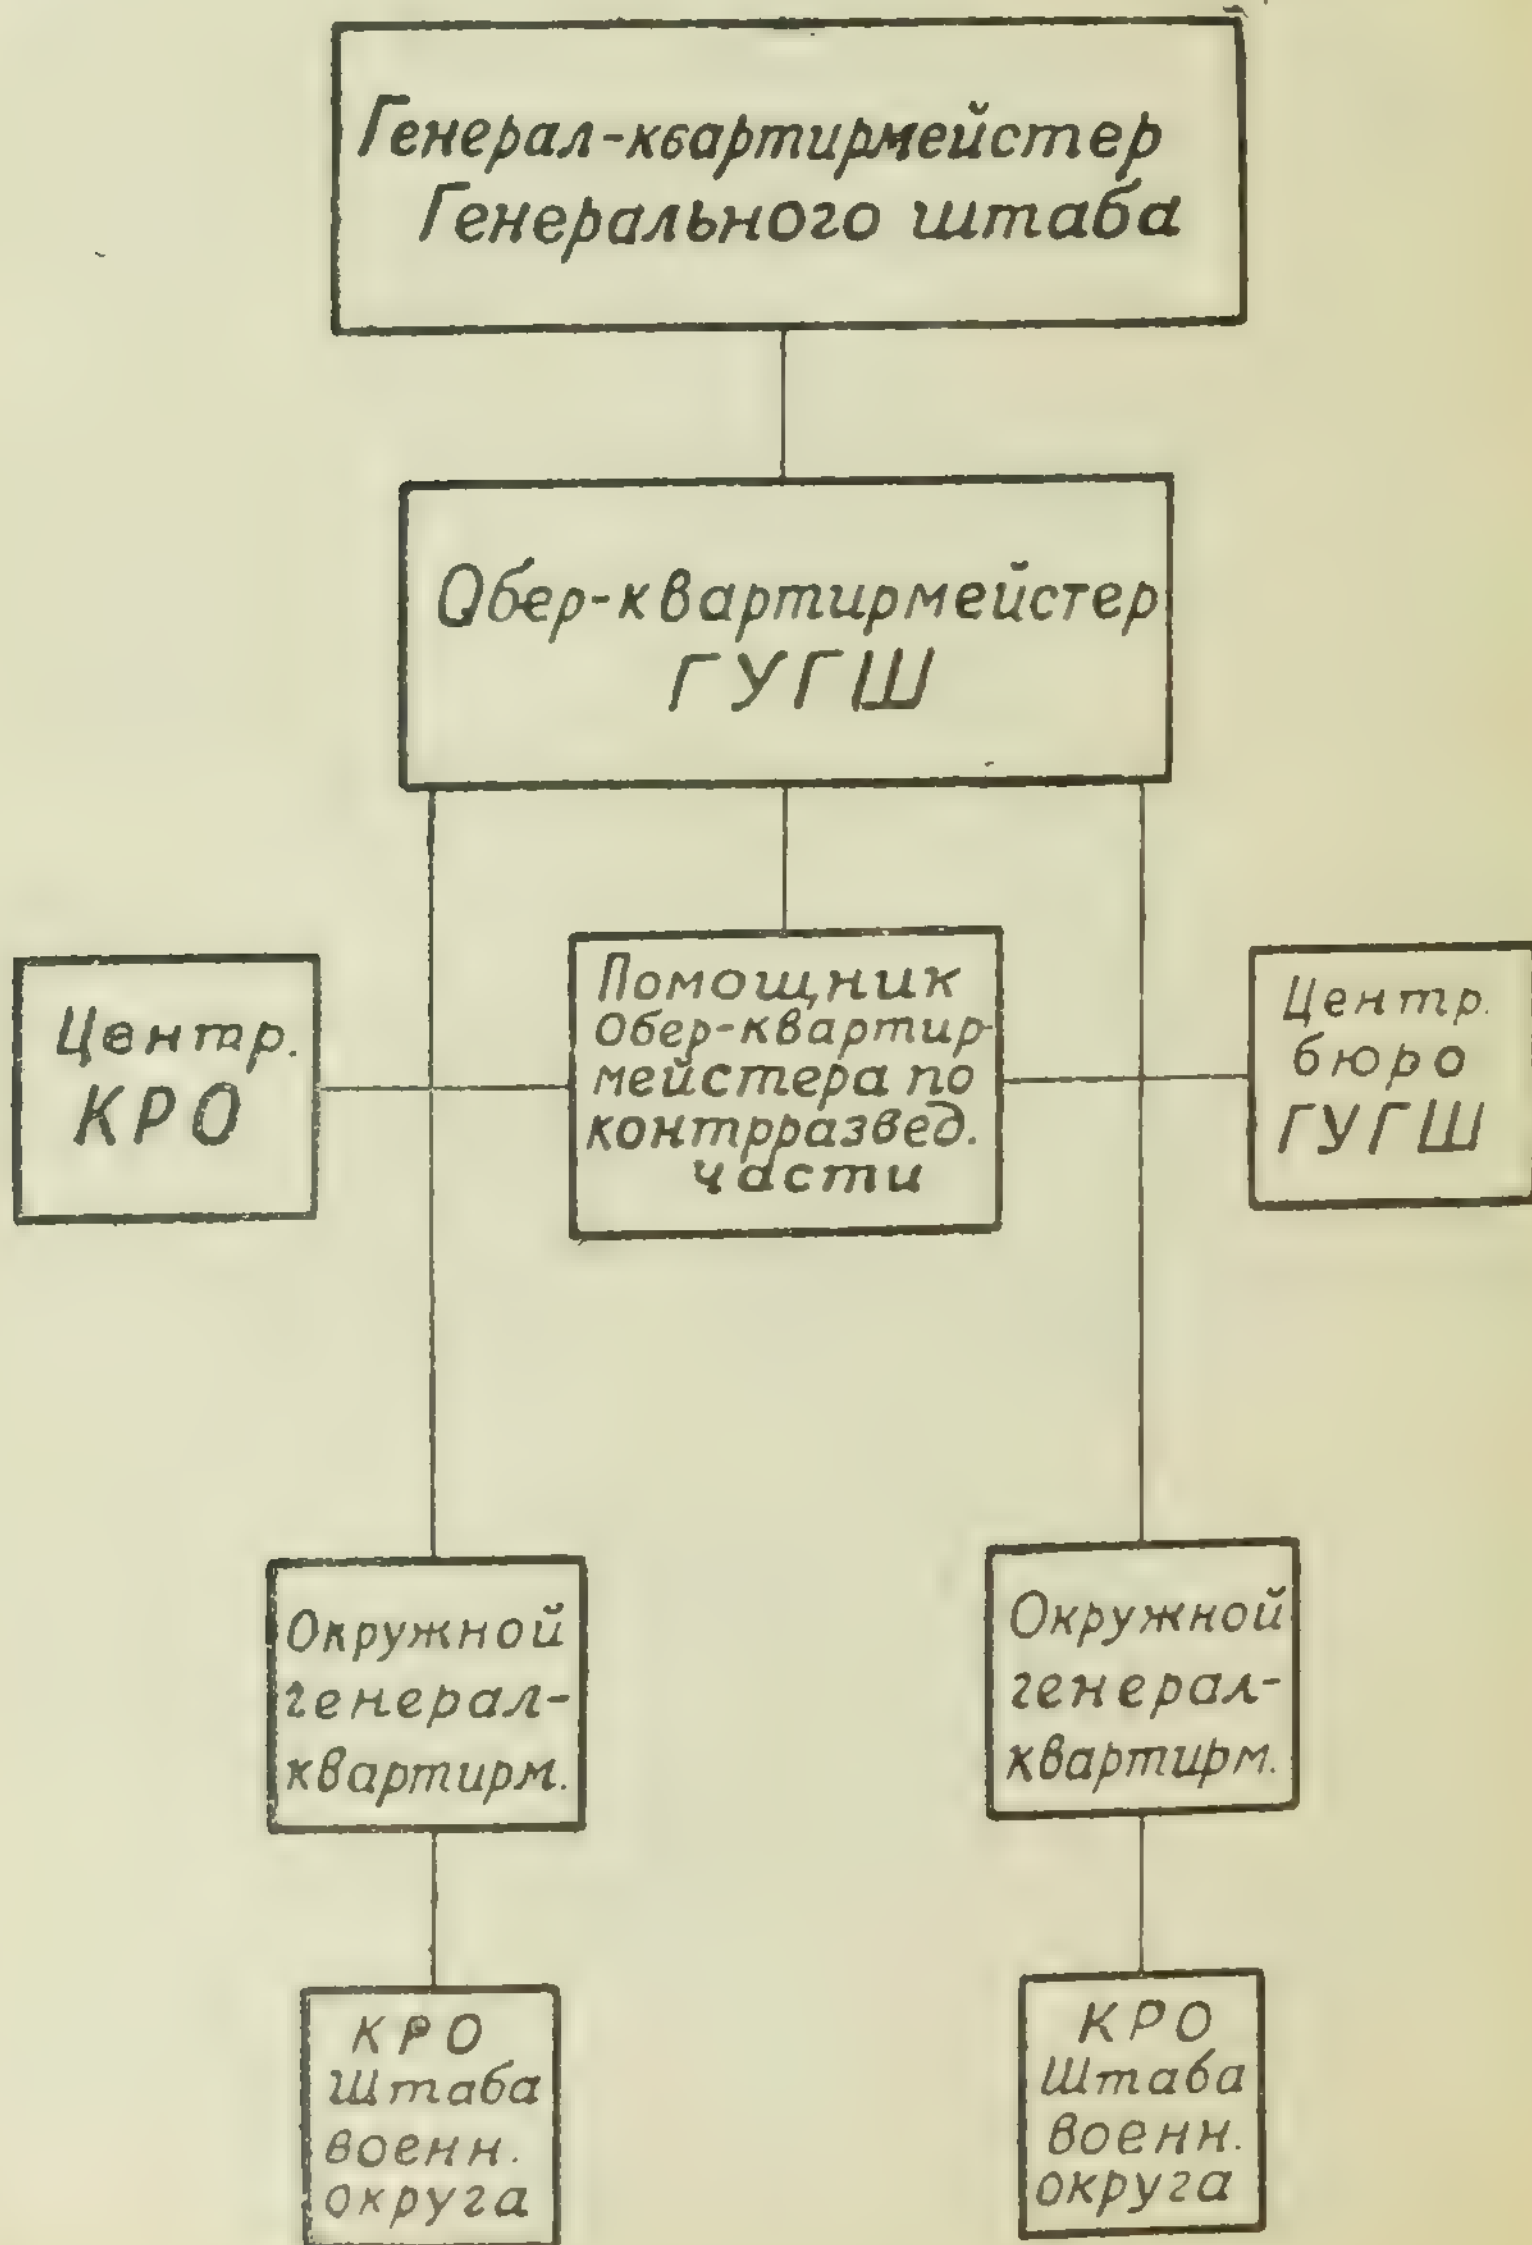 Генерал-квартирмейстер
Генерального штаба
Обер-квартирмейстер
ГУГШ
Центр.
КРО
Помощник
Обер-квартир-
мейстера по
контрразвед.
части
Центр.
бюро
ГУГШ
Окружной
генерал-
квартирм.
Окружной
генерал-
квартирм.
КРО
Штаба
военн.
округа
КРО
Штаба
военн.
округа